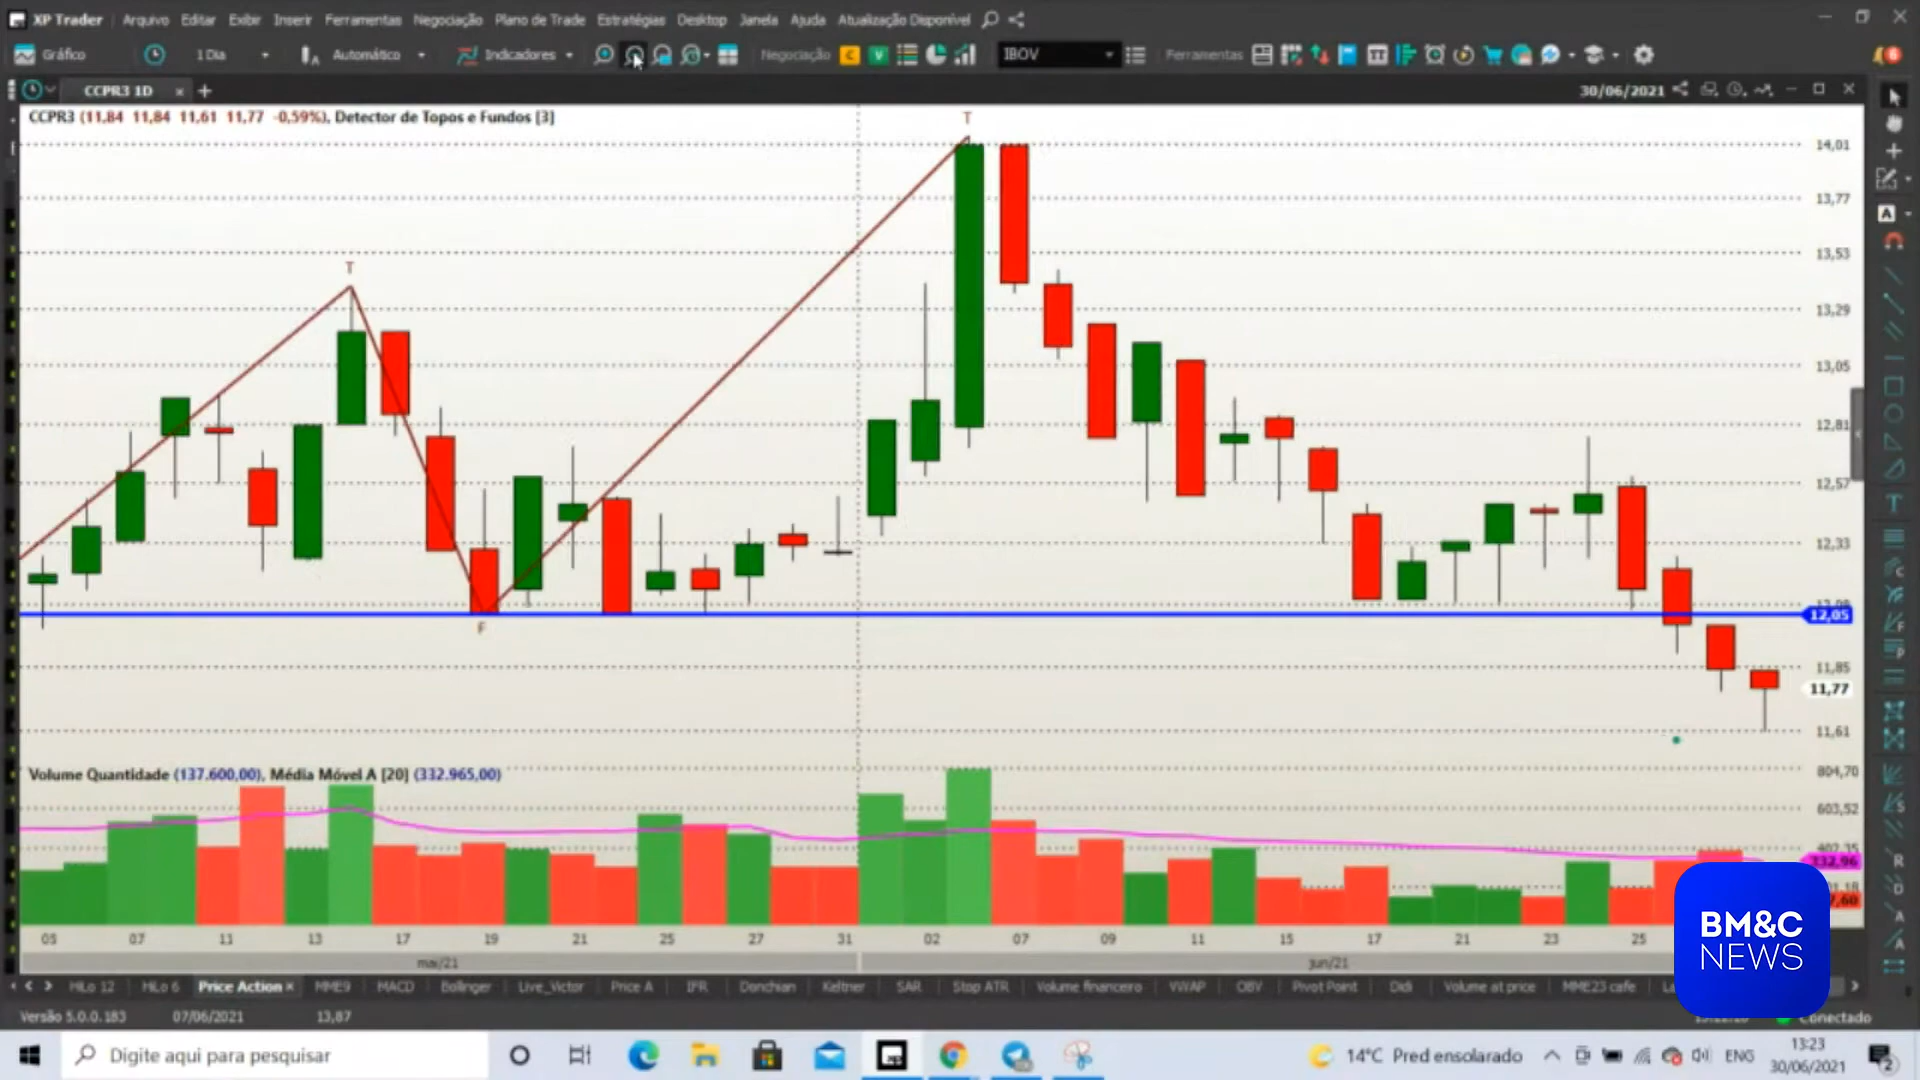 XP Trader Arquivo Editar Exibir Inserir Ferramentas Negociação Plano de Trade Estratégias Desktop Janela Ajuda Atualização Disponível
Gráfico 1 Dia Automático Indicadores Negociação C V IBOV Ferramentas 6
CCPR3 1D × + 30/06/2021
CCPR3 (11,84 11,84 11,61 11,77 -0,59%), Detector de Topos e Fundos [3]
T
14,01
13,77
13,53
T
13,29
13,05
12,81
12,57
12,33
12,05
F
11,85
11,77
11,61
Volume Quantidade (137.600,00), Média Móvel A [20] (332.965,00)
804,70
603,52
402,35
332,96
BM&C
NEWS
05 07 11 13 17 19 21 25 27 31 02 07 09 11 15 17 21 23 25
mai/21 jun/21
HiLo 12 HiLo 6 Price Action × MME9 MACD Bollinger Live_Victor Price A IFR Donchian Keltner SAR Stop ATR Volume financeiro VWAP OBV Pivot Point Didi Volume at price MME23 cafe
Versão 5.0.0.183 07/06/2021 13,87 Conectado
Digite aqui para pesquisar
14°C Pred ensolarado ENG 13:23
30/06/2021
2